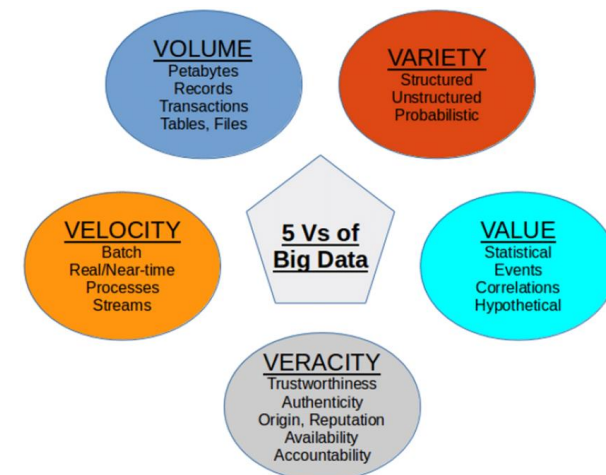 VOLUME
Petabytes
Records
Transactions
Tables, Files
VARIETY
Structured
Unstructured
Probabilistic
VELOCITY
Batch
Real/Near-time
Processes
Streams
5 Vs of
Big Data
VALUE
Statistical
Events
Correlations
Hypothetical
VERACITY
Trustworthiness
Authenticity
Origin, Reputation
Availability
Accountability